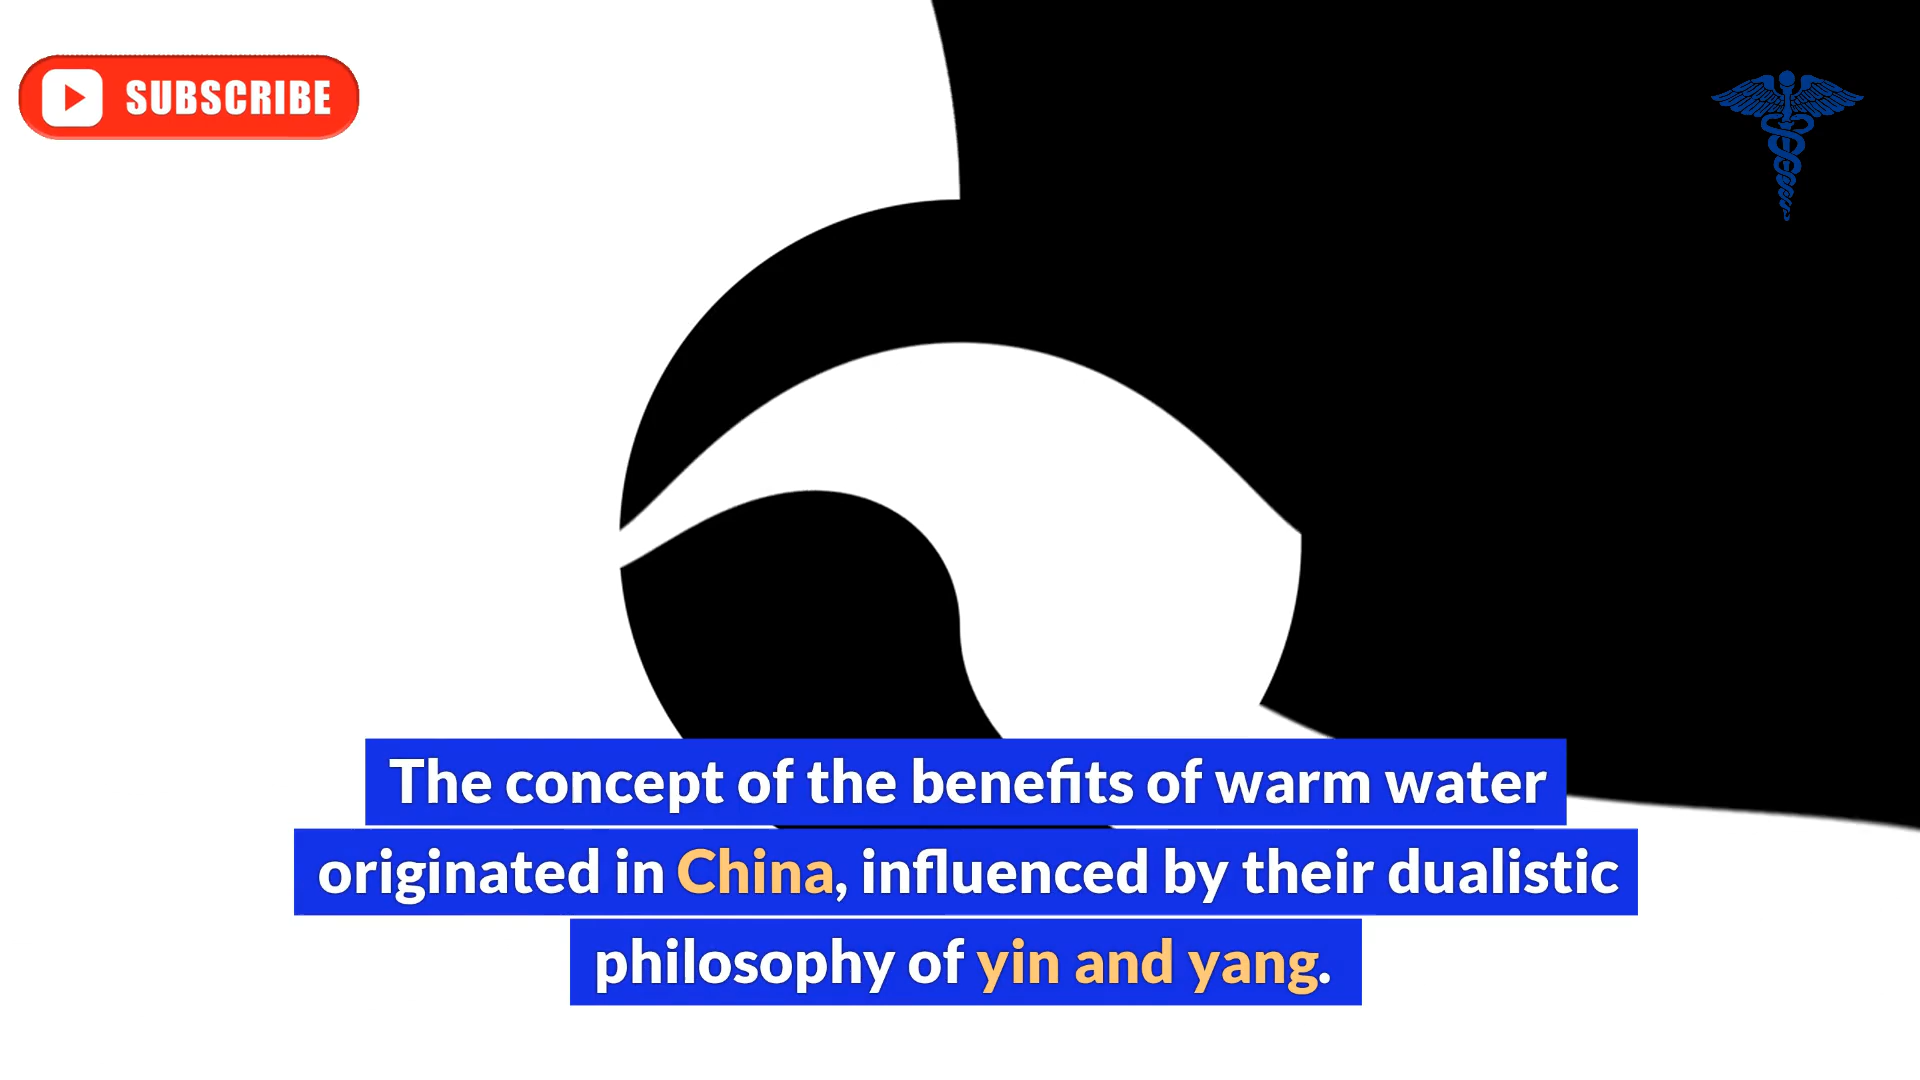 SUBSCRIBE
The concept of the benefits of warm water
originated in China, influenced by their dualistic
philosophy of yin and yang.